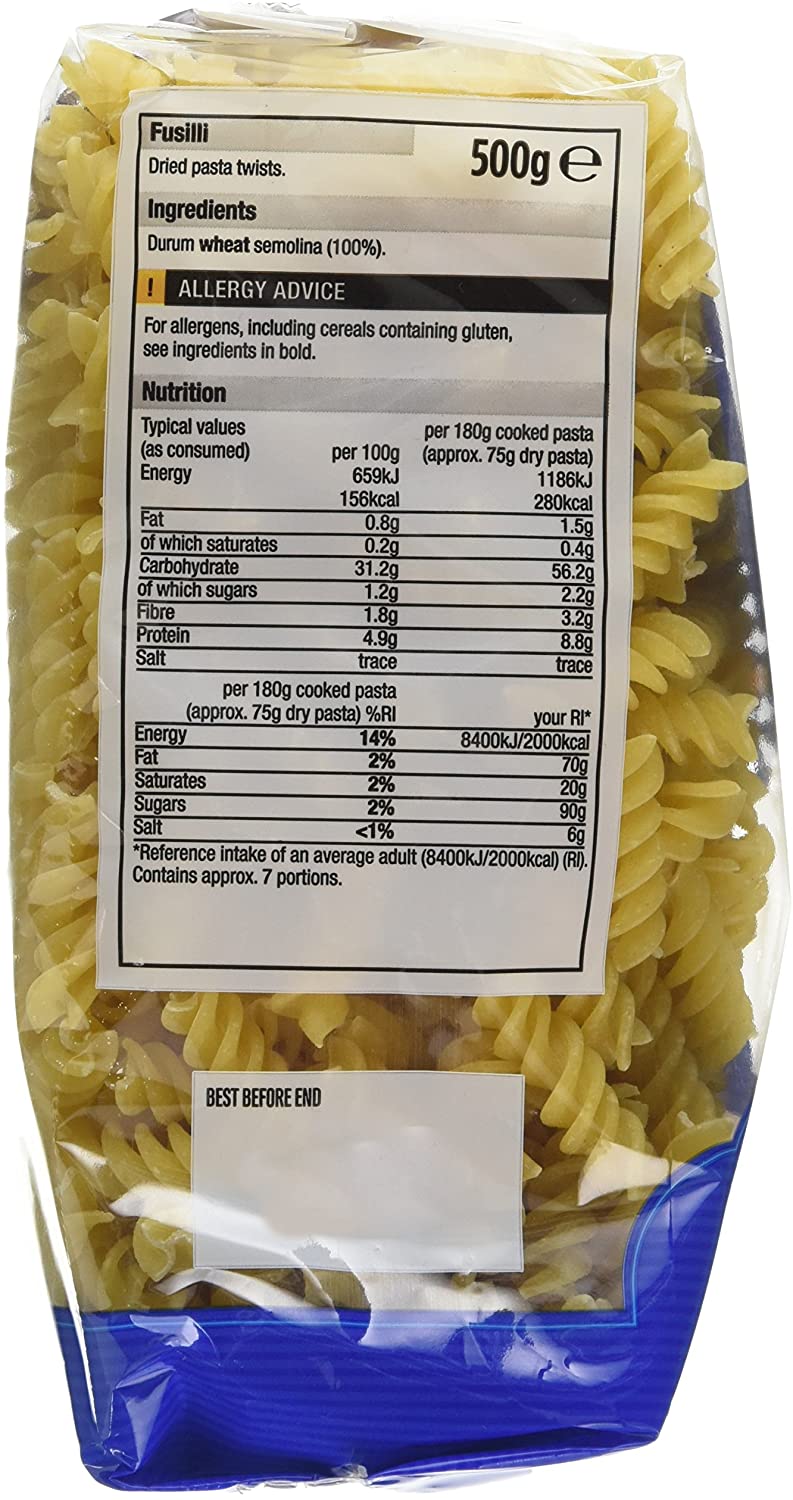 Fusilli
500g ℮
Dried pasta twists.
Ingredients
Durum wheat semolina (100%).
! ALLERGY ADVICE
For allergens, including cereals containing gluten,
see ingredients in bold.
Nutrition
Typical values
(as consumed) per 100g per 180g cooked pasta (approx. 75g dry pasta)
Energy 659kJ 1186kJ
156kcal 280kcal
Fat 0.8g 1.5g
of which saturates 0.2g 0.4g
Carbohydrate 31.2g 56.2g
of which sugars 1.2g 2.2g
Fibre 1.8g 3.2g
Protein 4.9g 8.8g
Salt trace trace
per 180g cooked pasta
(approx. 75g dry pasta) %RI your RI*
Energy 14% 8400kJ/2000kcal
Fat 2% 70g
Saturates 2% 20g
Sugars 2% 90g
Salt <1% 6g
*Reference intake of an average adult (8400kJ/2000kcal) (RI).
Contains approx. 7 portions.
BEST BEFORE END